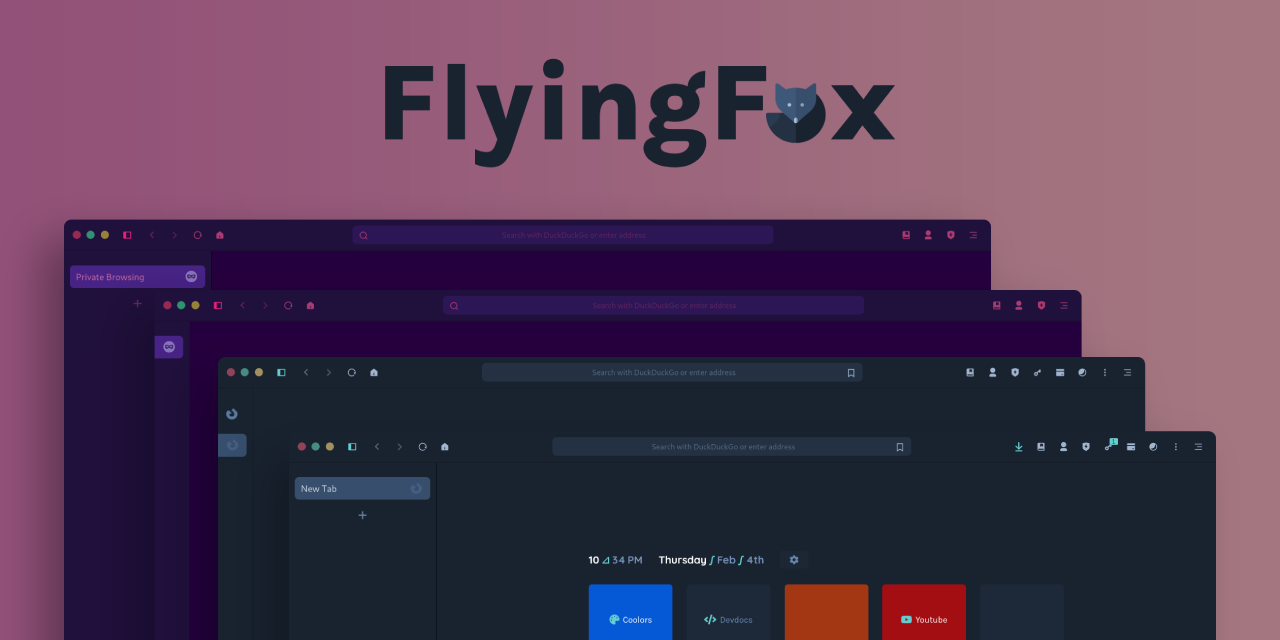 FlyingFox
Search with DuckDuckGo or enter address
Private Browsing
Search with DuckDuckGo or enter address
Search with DuckDuckGo or enter address
Search with DuckDuckGo or enter address
1
New Tab
10 34 PM Thursday ∫ Feb ∫ 4th
Coolors
Devdocs
Youtube